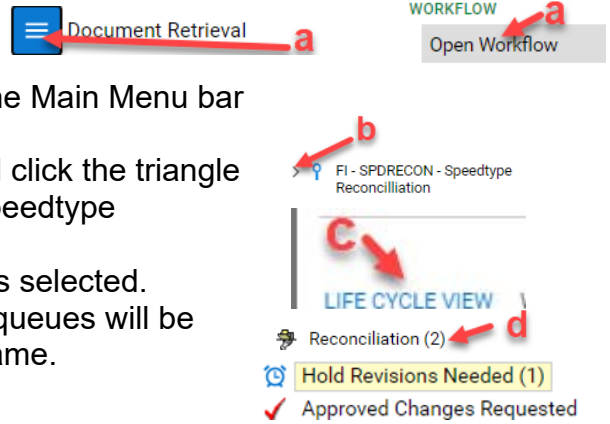 Document Retrieval
a
WORKFLOW
a
Open Workflow
he Main Menu bar
b
l click the triangle
FI - SPDRECON - Speedtype
Reconcilliation
peedtype
C
s selected.
LIFE CYCLE VIEW
queues will be
Reconciliation (2)
d
ame.
Hold Revisions Needed (1)
Approved Changes Requested